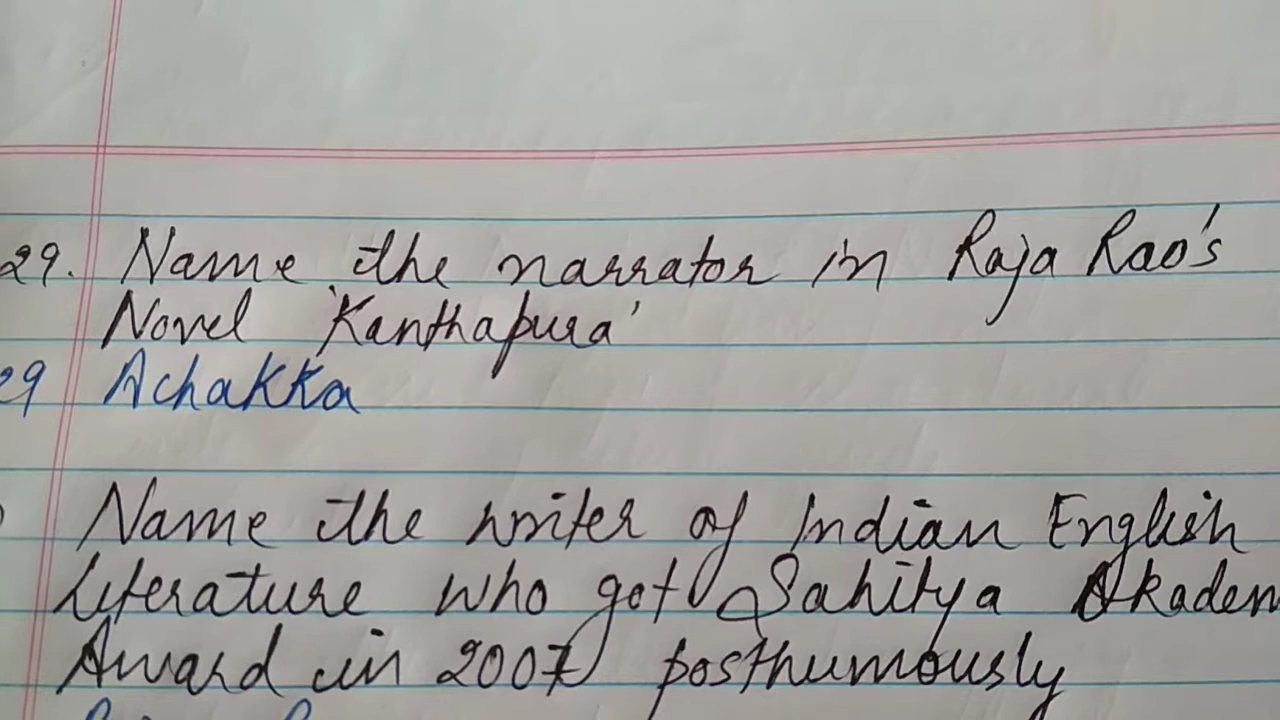 29. Name the narrator in Raja Rao's
Novel 'Kanthapura'
29 Achakka
Name the writer of Indian English
Literature who got Sahitya Akadem
Award in 2007 posthumously